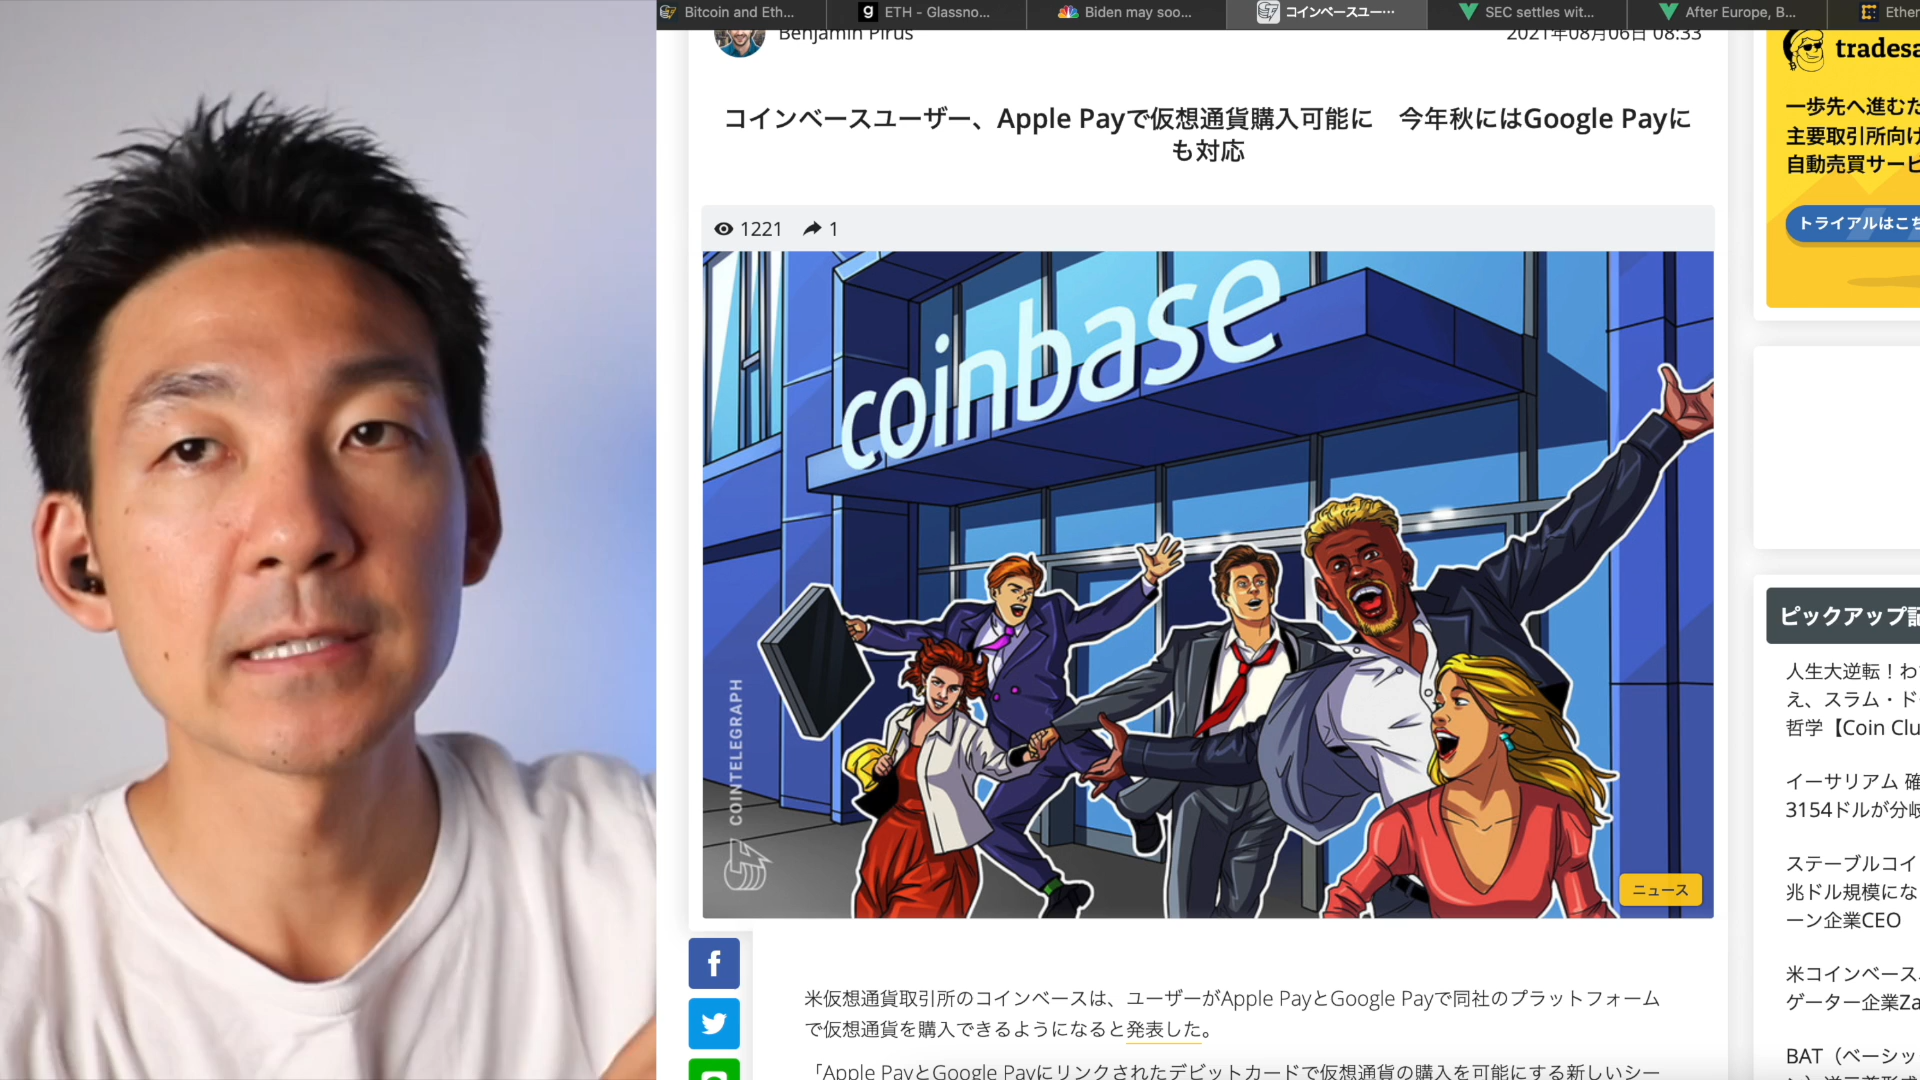 Bitcoin and Eth...
ETH - Glassno...
Biden may soo...
コインベースユー…
SEC settles wit...
After Europe, B...
Ether
Benjamin Pirus
2021年08月06日 08:33
コインベースユーザー、Apple Payで仮想通貨購入可能に　今年秋にはGoogle Payに
も対応
1221
1
coinbase
COINTELEGRAPH
ニュース
米仮想通貨取引所のコインベースは、ユーザーがApple PayとGoogle Payで同社のプラットフォーム
で仮想通貨を購入できるようになると発表した。
「Apple PayとGoogle Payにリンクされたデビットカードで仮想通貨の購入を可能にする新しいシー
tradesa
一歩先へ進むた
主要取引所向け
自動売買サービ
トライアルはこち
ピックアップ記
人生大逆転！わ
え、スラム・ド
哲学【Coin Clu
イーサリアム 確
3154ドルが分岐
ステーブルコイ
兆ドル規模にな
ーン企業CEO
米コインベース
ゲーター企業Za
BAT（ベーシッ